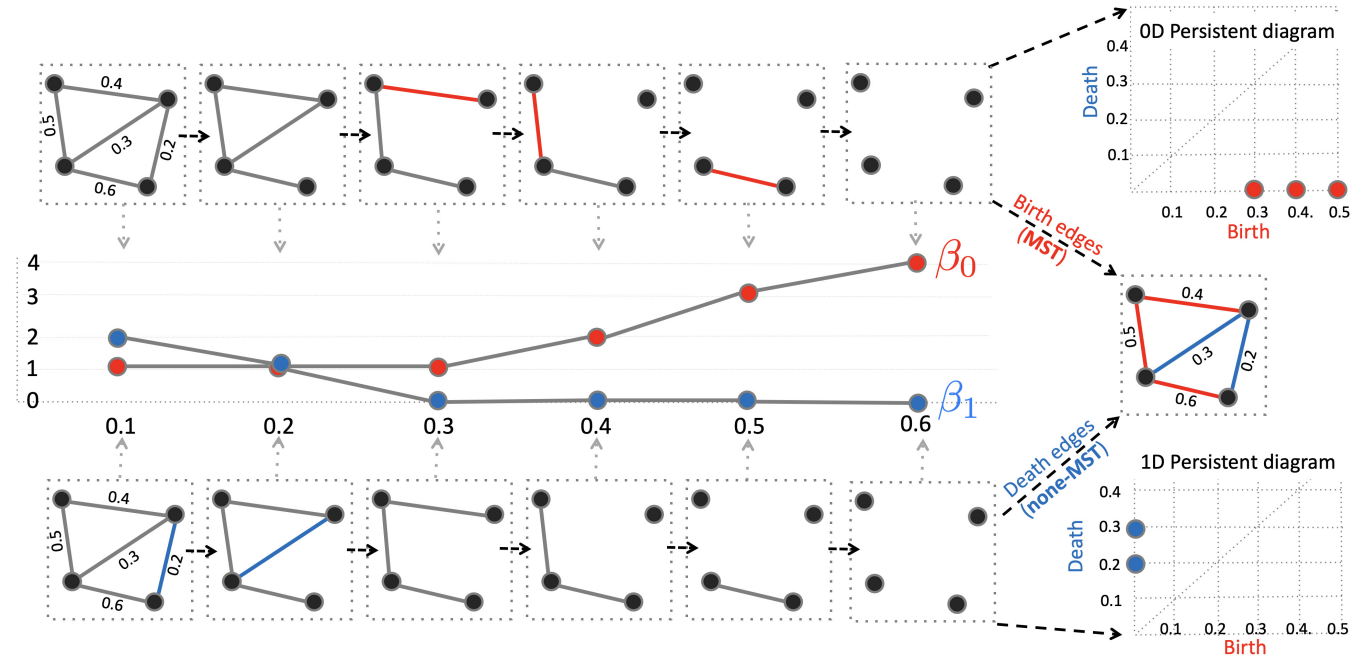 0D Persistent diagram
0.4
0.3
0.2
0.1
Death
0.1 0.2 0.3 0.4. 0.5
Birth
0.4
0.5
0.3
0.2
0.6
Birth edges
(MST)
4
3
2
1
0
β0
β1
0.1 0.2 0.3 0.4 0.5 0.6
0.4
0.5
0.3
0.2
0.6
Death edges
(none-MST)
0.4
0.5
0.3
0.2
0.6
1D Persistent diagram
0.4
0.3
0.2
0.1
Death
0.1 0.2 0.3 0.4. 0.5
Birth